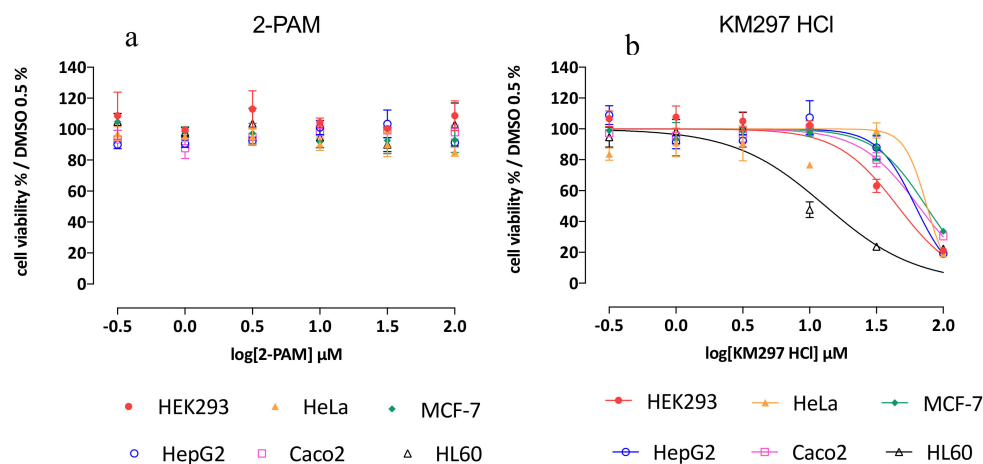 a
2-PAM
cell viability % / DMSO 0.5 %
140
120
100
80
60
40
20
0
-0.5
0.0
0.5
1.0
1.5
2.0
log[2-PAM] µM
HEK293
HeLa
MCF-7
HepG2
Caco2
HL60
b
KM297 HCl
cell viability % / DMSO 0.5 %
140
120
100
80
60
40
20
0
-0.5
0.0
0.5
1.0
1.5
2.0
log[KM297 HCl] µM
HEK293
HeLa
MCF-7
HepG2
Caco2
HL60